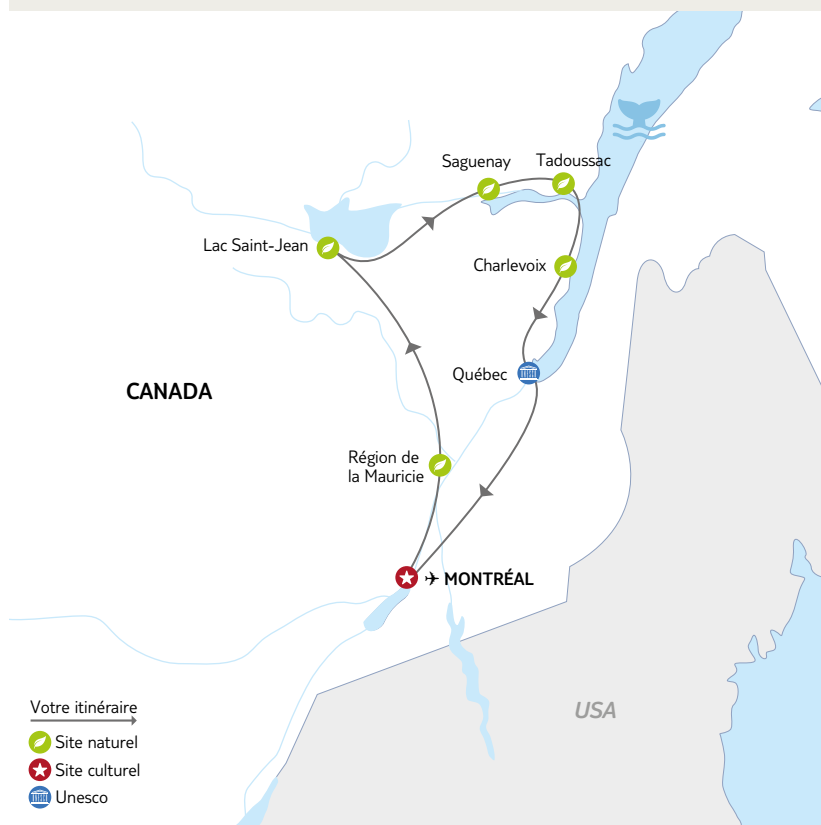 Saguenay
Tadoussac
Lac Saint-Jean
Charlevoix
Québec
CANADA
Région de
la Mauricie
MONTRÉAL
USA
Votre itinéraire
Site naturel
Site culturel
Unesco